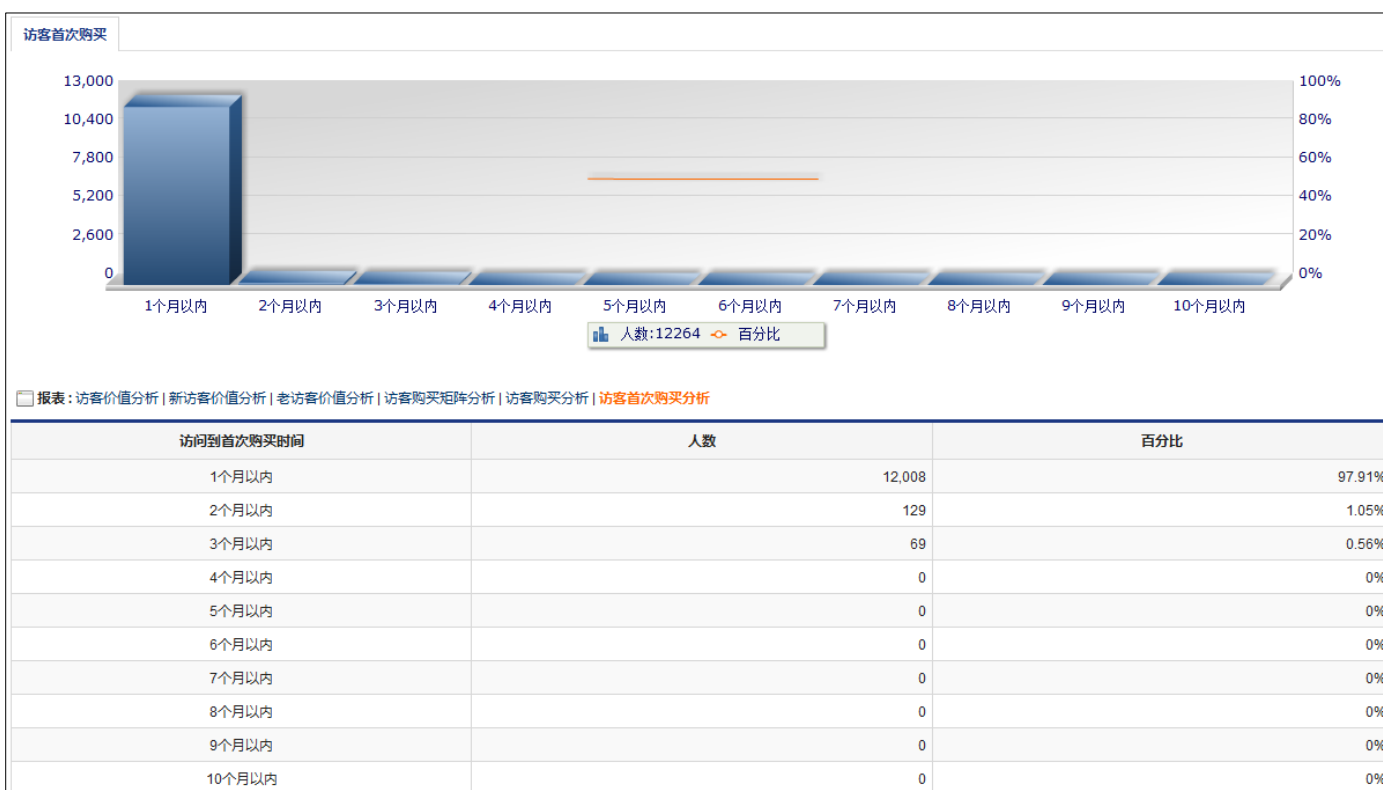 访客首次购买
13,000 100%
10,400 80%
7,800 60%
5,200 40%
2,600 20%
0 0%
1个月以内 2个月以内 3个月以内 4个月以内 5个月以内 6个月以内 7个月以内 8个月以内 9个月以内 10个月以内
人数:12264 百分比
报表 : 访客价值分析 | 新访客价值分析 | 老访客价值分析 | 访客购买矩阵分析 | 访客购买分析 | 访客首次购买分析
访问到首次购买时间 人数 百分比
1个月以内 12,008 97.91%
2个月以内 129 1.05%
3个月以内 69 0.56%
4个月以内 0 0%
5个月以内 0 0%
6个月以内 0 0%
7个月以内 0 0%
8个月以内 0 0%
9个月以内 0 0%
10个月以内 0 0%